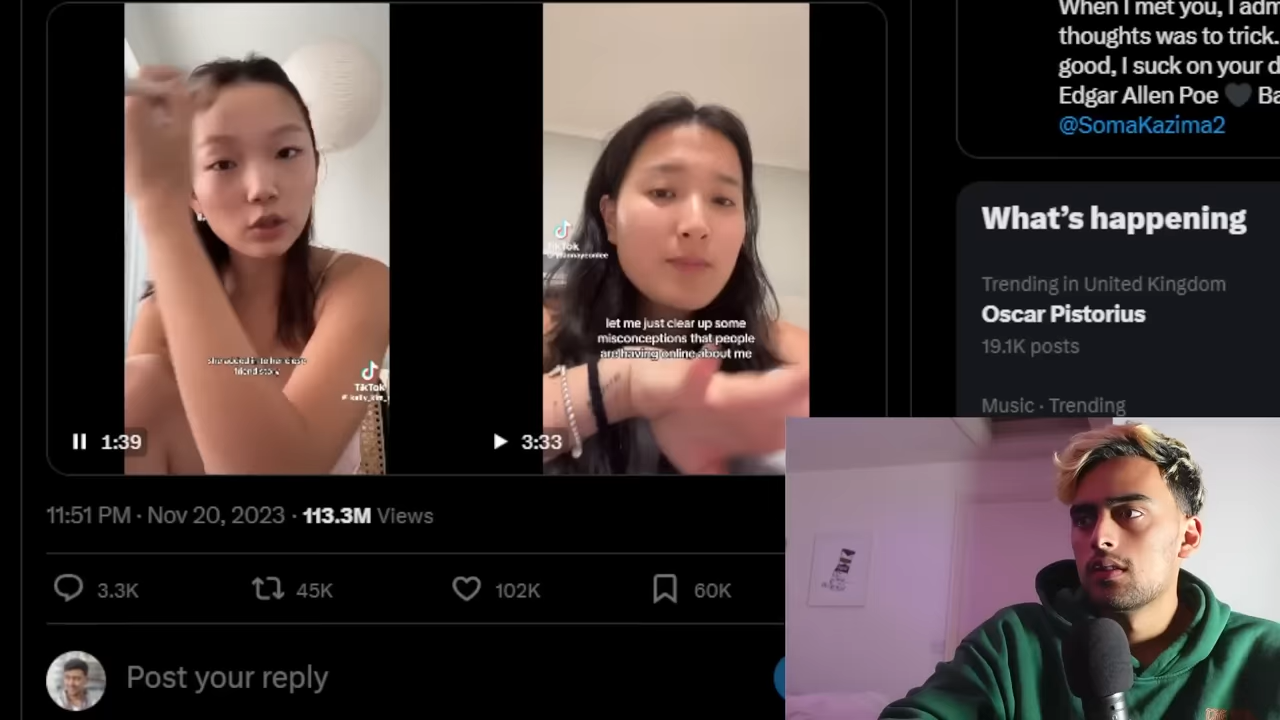 When I met you, I adm
thoughts was to trick.
good, I suck on your d
Edgar Allen Poe 🖤 Ba
@SomaKazima2
What's happening
Trending in United Kingdom
Oscar Pistorius
19.1K posts
Music · Trending
friend story
TikTok
1:39
TikTok
let me just clear up some
misconceptions that people
are having online about me
3:33
11:51 PM · Nov 20, 2023 · 113.3M Views
3.3K
45K
102K
60K
Post your reply